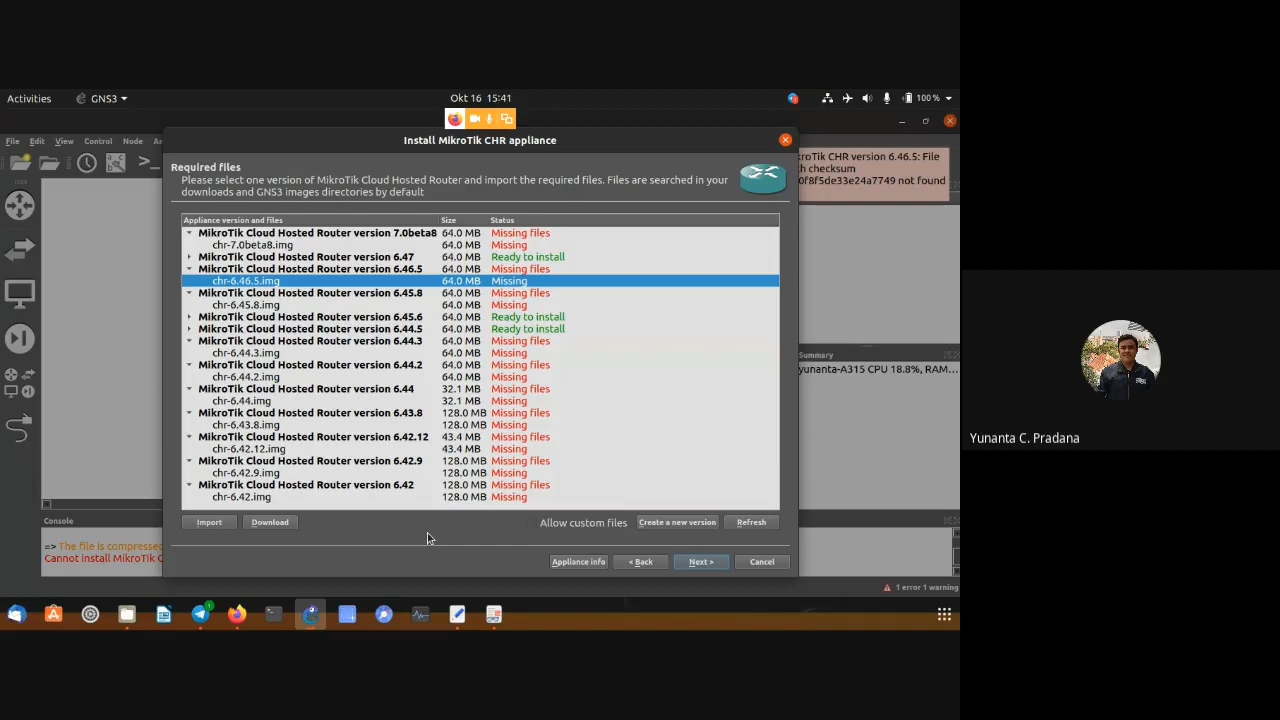 Activities
GNS3
Okt 16 15:41
100 %
Install MikroTik CHR appliance
File Edit View Control Node
Required files
Please select one version of MikroTik Cloud Hosted Router and import the required files. Files are searched in your
downloads and GNS3 images directories by default
roTik CHR version 6.46.5: File
h checksum
0f8f5de33e24a7749 not found
Appliance version and files Size Status
MikroTik Cloud Hosted Router version 7.0beta8 64.0 MB Missing files
chr-7.0beta8.img 64.0 MB Missing
MikroTik Cloud Hosted Router version 6.47 64.0 MB Ready to install
MikroTik Cloud Hosted Router version 6.46.5 64.0 MB Missing files
chr-6.46.5.img 64.0 MB Missing
MikroTik Cloud Hosted Router version 6.45.8 64.0 MB Missing files
chr-6.45.8.img 64.0 MB Missing
MikroTik Cloud Hosted Router version 6.45.6 64.0 MB Ready to install
MikroTik Cloud Hosted Router version 6.44.5 64.0 MB Ready to install
MikroTik Cloud Hosted Router version 6.44.3 64.0 MB Missing files
chr-6.44.3.img 64.0 MB Missing
MikroTik Cloud Hosted Router version 6.44.2 64.0 MB Missing files
chr-6.44.2.img 64.0 MB Missing
MikroTik Cloud Hosted Router version 6.44 32.1 MB Missing files
chr-6.44.img 32.1 MB Missing
MikroTik Cloud Hosted Router version 6.43.8 128.0 MB Missing files
chr-6.43.8.img 128.0 MB Missing
MikroTik Cloud Hosted Router version 6.42.12 43.4 MB Missing files
chr-6.42.12.img 43.4 MB Missing
MikroTik Cloud Hosted Router version 6.42.9 128.0 MB Missing files
chr-6.42.9.img 128.0 MB Missing
MikroTik Cloud Hosted Router version 6.42 128.0 MB Missing files
chr-6.42.img 128.0 MB Missing
Import Download Allow custom files Create a new version Refresh
Appliance info < Back Next > Cancel
Summary
yunanta-A315 CPU 18.8%, RAM...
Console
=> The file is compressed
Cannot install MikroTik C
1 error 1 warning
Yunanta C. Pradana